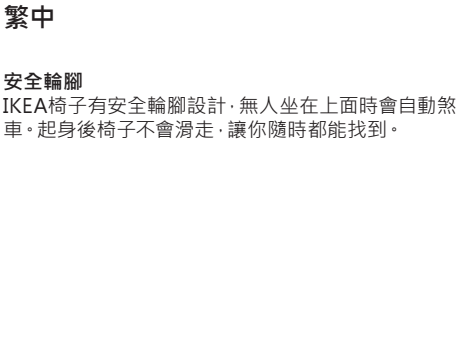 繁中
安全輪腳
IKEA椅子有安全輪腳設計，無人坐在上面時會自動煞
車。起身後椅子不會滑走，讓你隨時都能找到。